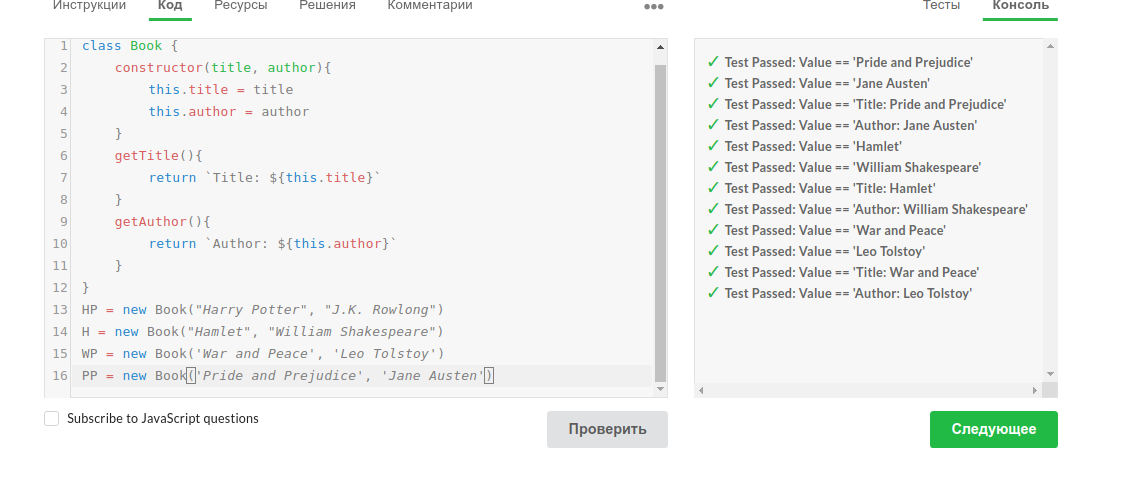 Инструкции Код Ресурсы Решения Комментарии ••• Тесты Консоль
1 class Book {
2 constructor(title, author){
3 this.title = title
4 this.author = author
5 }
6 getTitle(){
7 return `Title: ${this.title}`
8 }
9 getAuthor(){
10 return `Author: ${this.author}`
11 }
12 }
13 HP = new Book("Harry Potter", "J.K. Rowlong")
14 H = new Book("Hamlet", "William Shakespeare")
15 WP = new Book('War and Peace', 'Leo Tolstoy')
16 PP = new Book('Pride and Prejudice', 'Jane Austen')
✓ Test Passed: Value == 'Pride and Prejudice'
✓ Test Passed: Value == 'Jane Austen'
✓ Test Passed: Value == 'Title: Pride and Prejudice'
✓ Test Passed: Value == 'Author: Jane Austen'
✓ Test Passed: Value == 'Hamlet'
✓ Test Passed: Value == 'William Shakespeare'
✓ Test Passed: Value == 'Title: Hamlet'
✓ Test Passed: Value == 'Author: William Shakespeare'
✓ Test Passed: Value == 'War and Peace'
✓ Test Passed: Value == 'Leo Tolstoy'
✓ Test Passed: Value == 'Title: War and Peace'
✓ Test Passed: Value == 'Author: Leo Tolstoy'
Subscribe to JavaScript questions
Проверить
Следующее